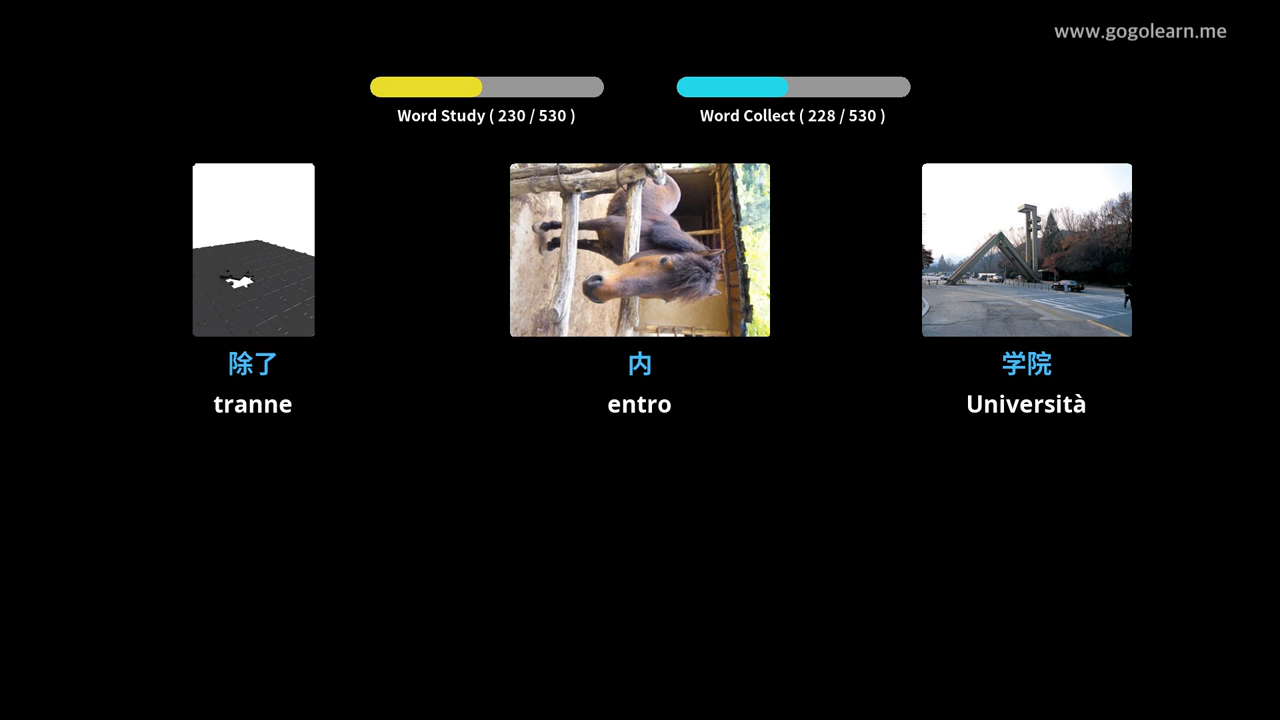 www.gogolearn.me
Word Study ( 230 / 530 )
Word Collect ( 228 / 530 )
除了
内
学院
tranne
entro
Università